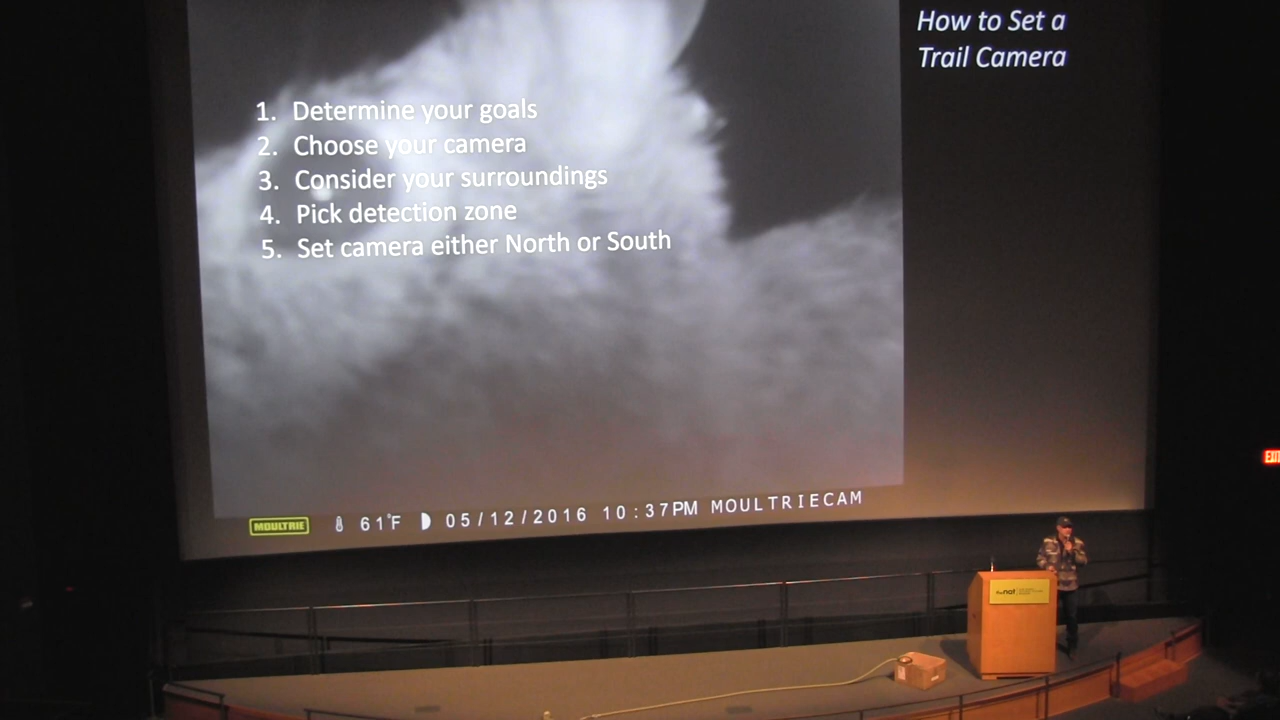 How to Set a
Trail Camera
1. Determine your goals
2. Choose your camera
3. Consider your surroundings
4. Pick detection zone
5. Set camera either North or South
MOULTRIE 61°F 05/12/2016 10:37PM MOULTRIECAM
thenat
EXIT